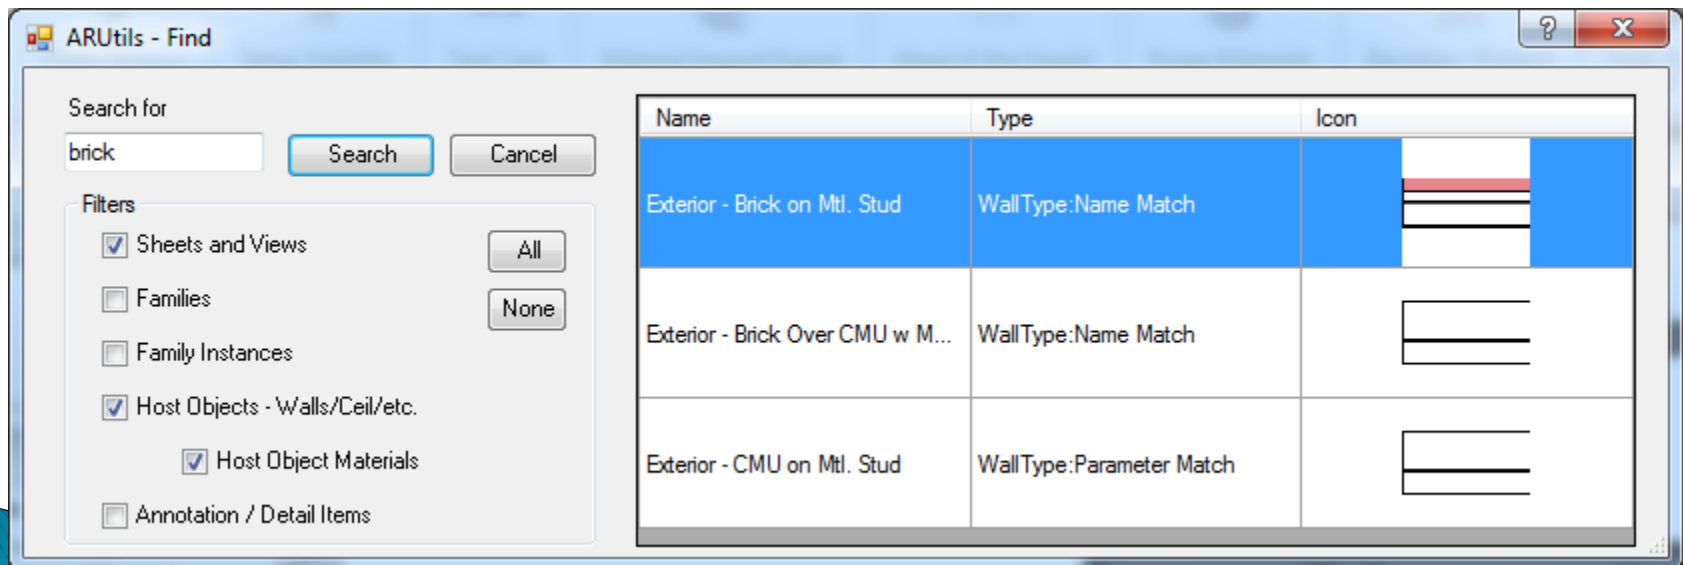 ARUtils - Find
Search for
brick
Search
Cancel
Filters
Sheets and Views
All
Families
None
Family Instances
Host Objects - Walls/Ceil/etc.
Host Object Materials
Annotation / Detail Items
Name Type Icon
Exterior - Brick on Mtl. Stud WallType:Name Match
Exterior - Brick Over CMU w M... WallType:Name Match
Exterior - CMU on Mtl. Stud WallType:Parameter Match